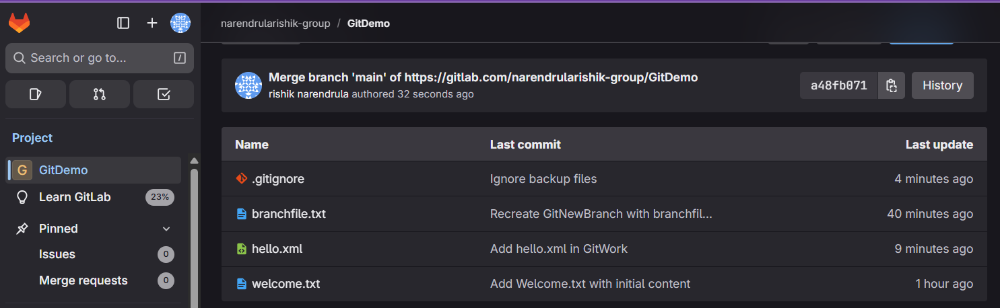 narendrularishik-group / GitDemo
Search or go to... /
Merge branch 'main' of https://gitlab.com/narendrularishik-group/GitDemo
rishik narendrula authored 32 seconds ago
a48fb071
History
Project
G GitDemo
Learn GitLab 23%
Pinned
Issues 0
Merge requests 0
Name Last commit Last update
.gitignore Ignore backup files 4 minutes ago
branchfile.txt Recreate GitNewBranch with branchfil... 40 minutes ago
hello.xml Add hello.xml in GitWork 9 minutes ago
welcome.txt Add Welcome.txt with initial content 1 hour ago